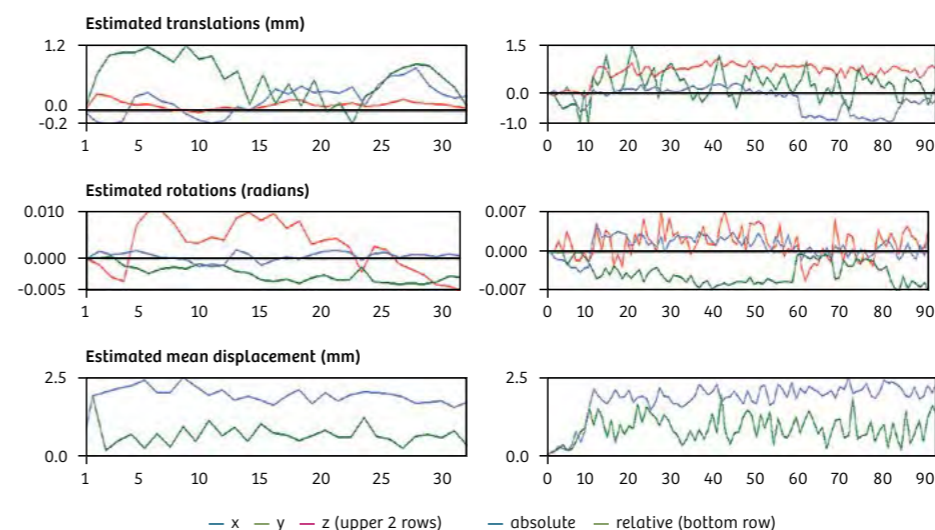 Estimated translations (mm)
1.2
0.0
-0.2
1 5 10 15 20 25 30
1.5
0.0
-1.0
0 10 20 30 40 50 60 70 80 90
Estimated rotations (radians)
0.010
0.000
-0.005
1 5 10 15 20 25 30
0.007
0.000
-0.007
0 10 20 30 40 50 60 70 80 90
Estimated mean displacement (mm)
2.5
0.0
1 5 10 15 20 25 30
2.5
0.0
0 10 20 30 40 50 60 70 80 90
x y z (upper 2 rows) absolute relative (bottom row)